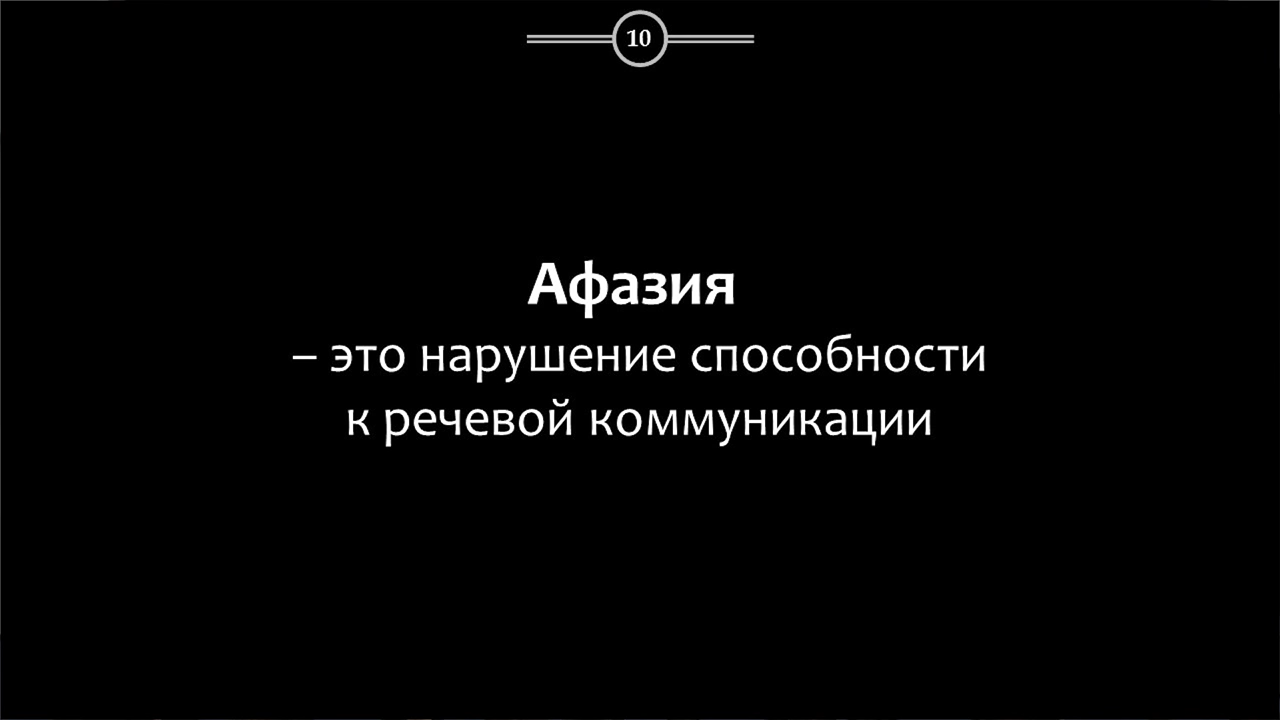 10
Афазия
– это нарушение способности
к речевой коммуникации